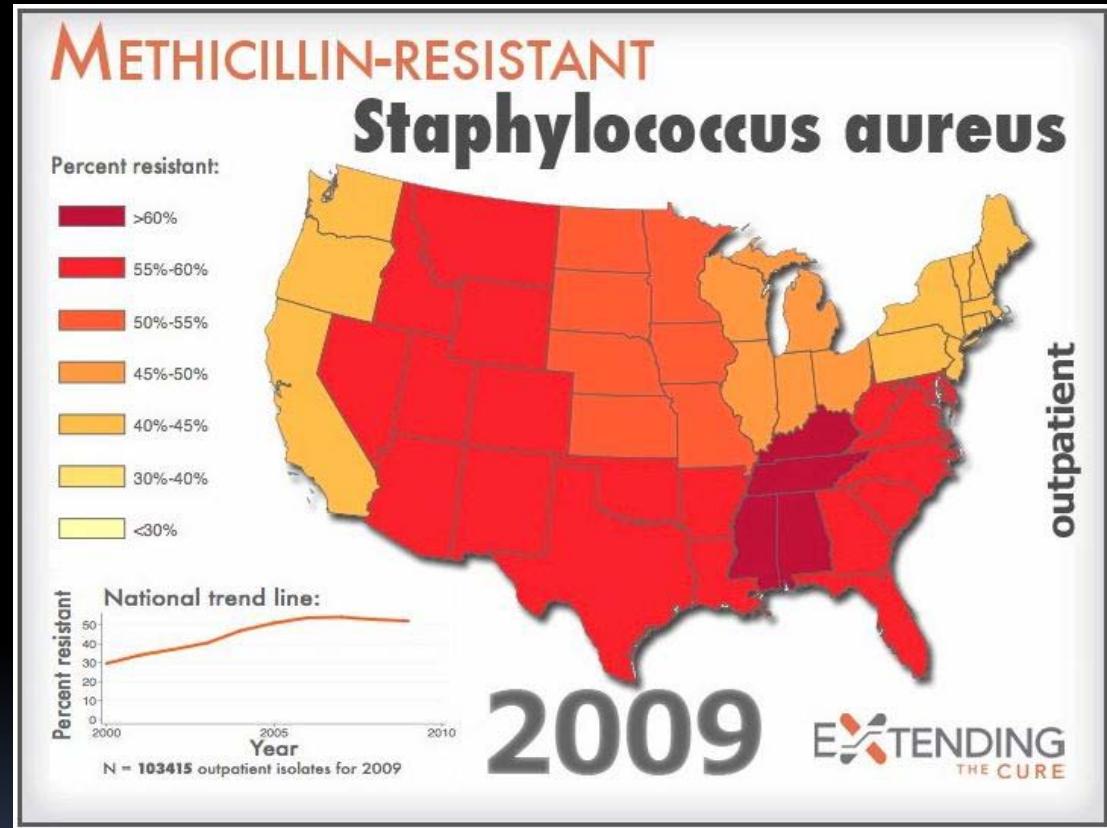 METHICILLIN-RESISTANT
Staphylococcus aureus
Percent resistant:
>60%
55%-60%
50%-55%
45%-50%
40%-45%
30%-40%
<30%
outpatient
National trend line:
Percent resistant
50
40
30
20
10
0
2000 2005 2010
Year
N = 103415 outpatient isolates for 2009
2009
EXTENDING
THE CURE